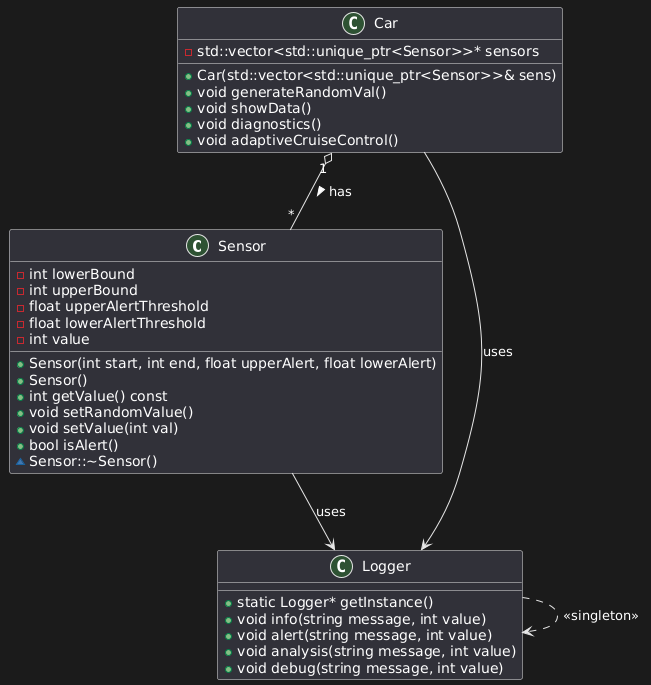 C Car
std::vector<std::unique_ptr<Sensor>>* sensors
Car(std::vector<std::unique_ptr<Sensor>>& sens)
void generateRandomVal()
void showData()
void diagnostics()
void adaptiveCruiseControl()
1
has
*
C Sensor
int lowerBound
int upperBound
float upperAlertThreshold
float lowerAlertThreshold
int value
Sensor(int start, int end, float upperAlert, float lowerAlert)
Sensor()
int getValue() const
void setRandomValue()
void setValue(int val)
bool isAlert()
Sensor::~Sensor()
uses
uses
C Logger
static Logger* getInstance()
void info(string message, int value)
void alert(string message, int value)
void analysis(string message, int value)
void debug(string message, int value)
«singleton»